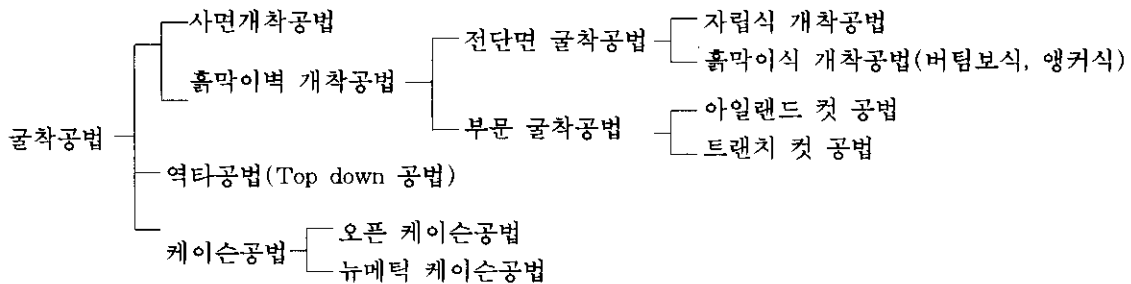 사면개착공법
전단면 굴착공법
자립식 개착공법
흙막이벽 개착공법
흙막이식 개착공법(버팀보식, 앵커식)
부문 굴착공법
아일랜드 컷 공법
굴착공법
트랜치 컷 공법
역타공법(Top down 공법)
오픈 케이슨공법
케이슨공법
뉴메틱 케이슨공법